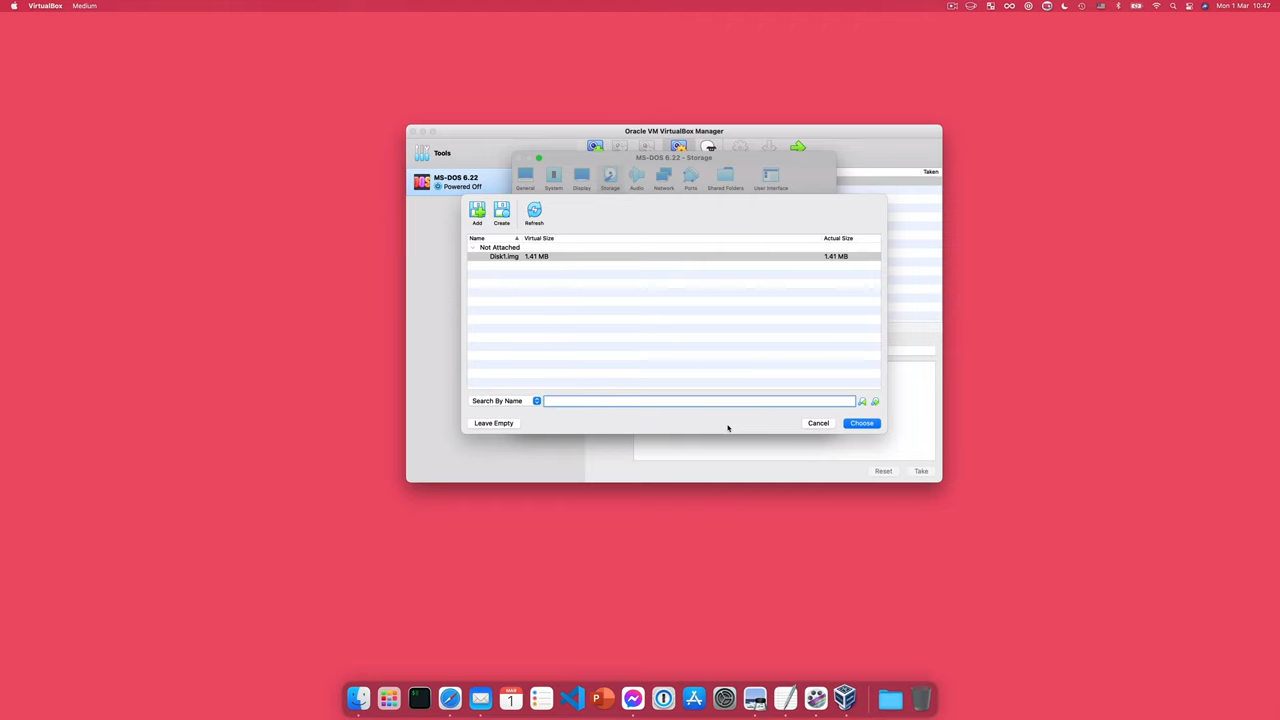 VirtualBox Medium
Mon 1 Mar 10:47
Oracle VM VirtualBox Manager
Tools
MS-DOS 6.22 - Storage
MS-DOS 6.22
Powered Off
Taken
General System Display Storage Audio Network Ports Shared Folders User Interface
Add Create Refresh
Name Virtual Size Actual Size
Not Attached
Disk1.img 1.41 MB 1.41 MB
Search By Name
Leave Empty Cancel Choose
Reset Take
MAR
1